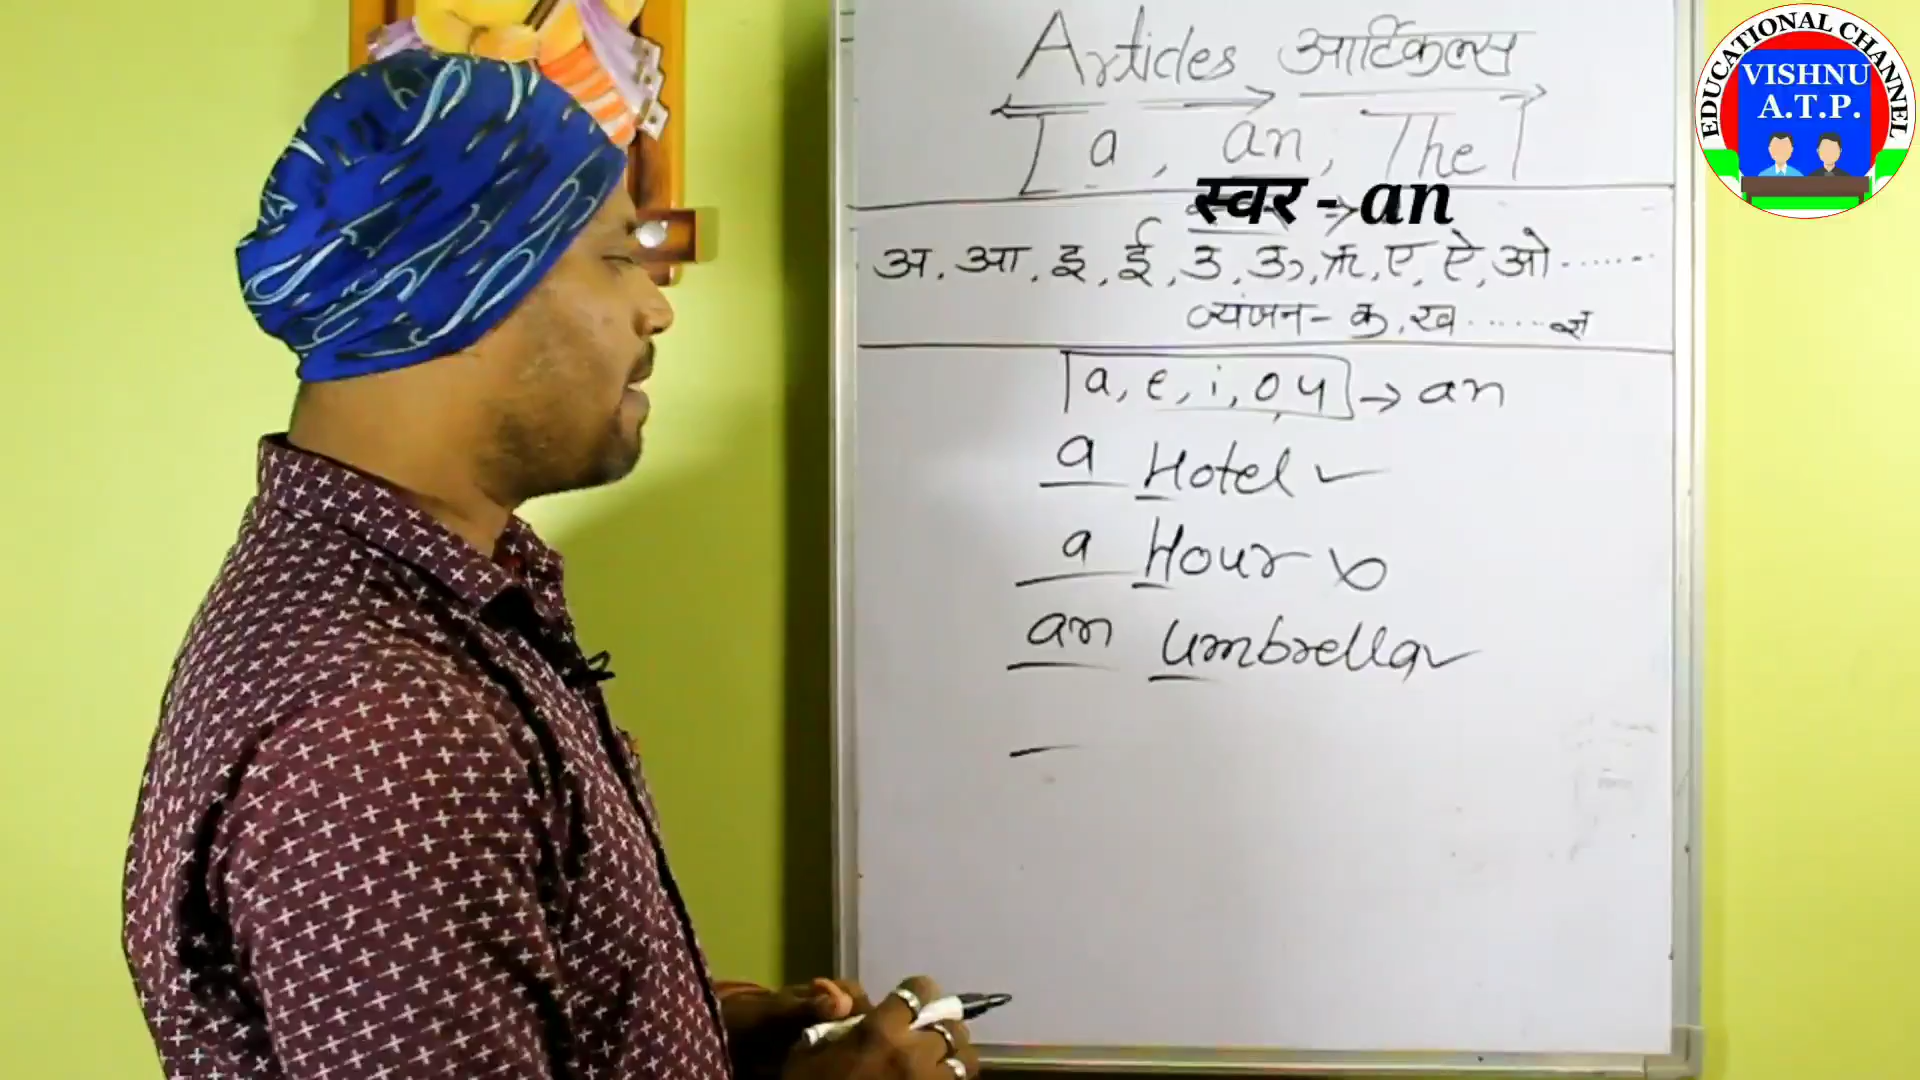 Articles आर्टिकल्स
[ a, an, The ]
स्वर - an
अ, आ, इ, ई, उ, ऊ, ऋ, ए, ऐ, ओ ......
व्यंजन - क, ख ...... ज्ञ
a, e, i, o, u → an
a Hotel ✓
a Hour
an umbrella ✓
EDUCATIONAL CHANNEL
VISHNU
A.T.P.